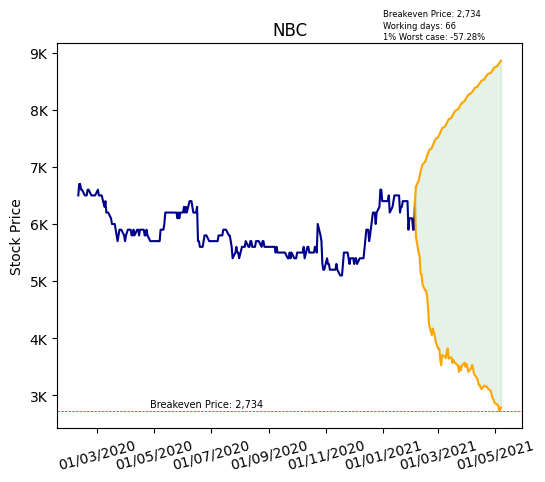 Breakeven Price: 2,734
Working days: 66
1% Worst case: -57.28%
NBC
Stock Price
9K
8K
7K
6K
5K
4K
3K
Breakeven Price: 2,734
01/03/2020
01/05/2020
01/07/2020
01/09/2020
01/11/2020
01/01/2021
01/03/2021
01/05/2021